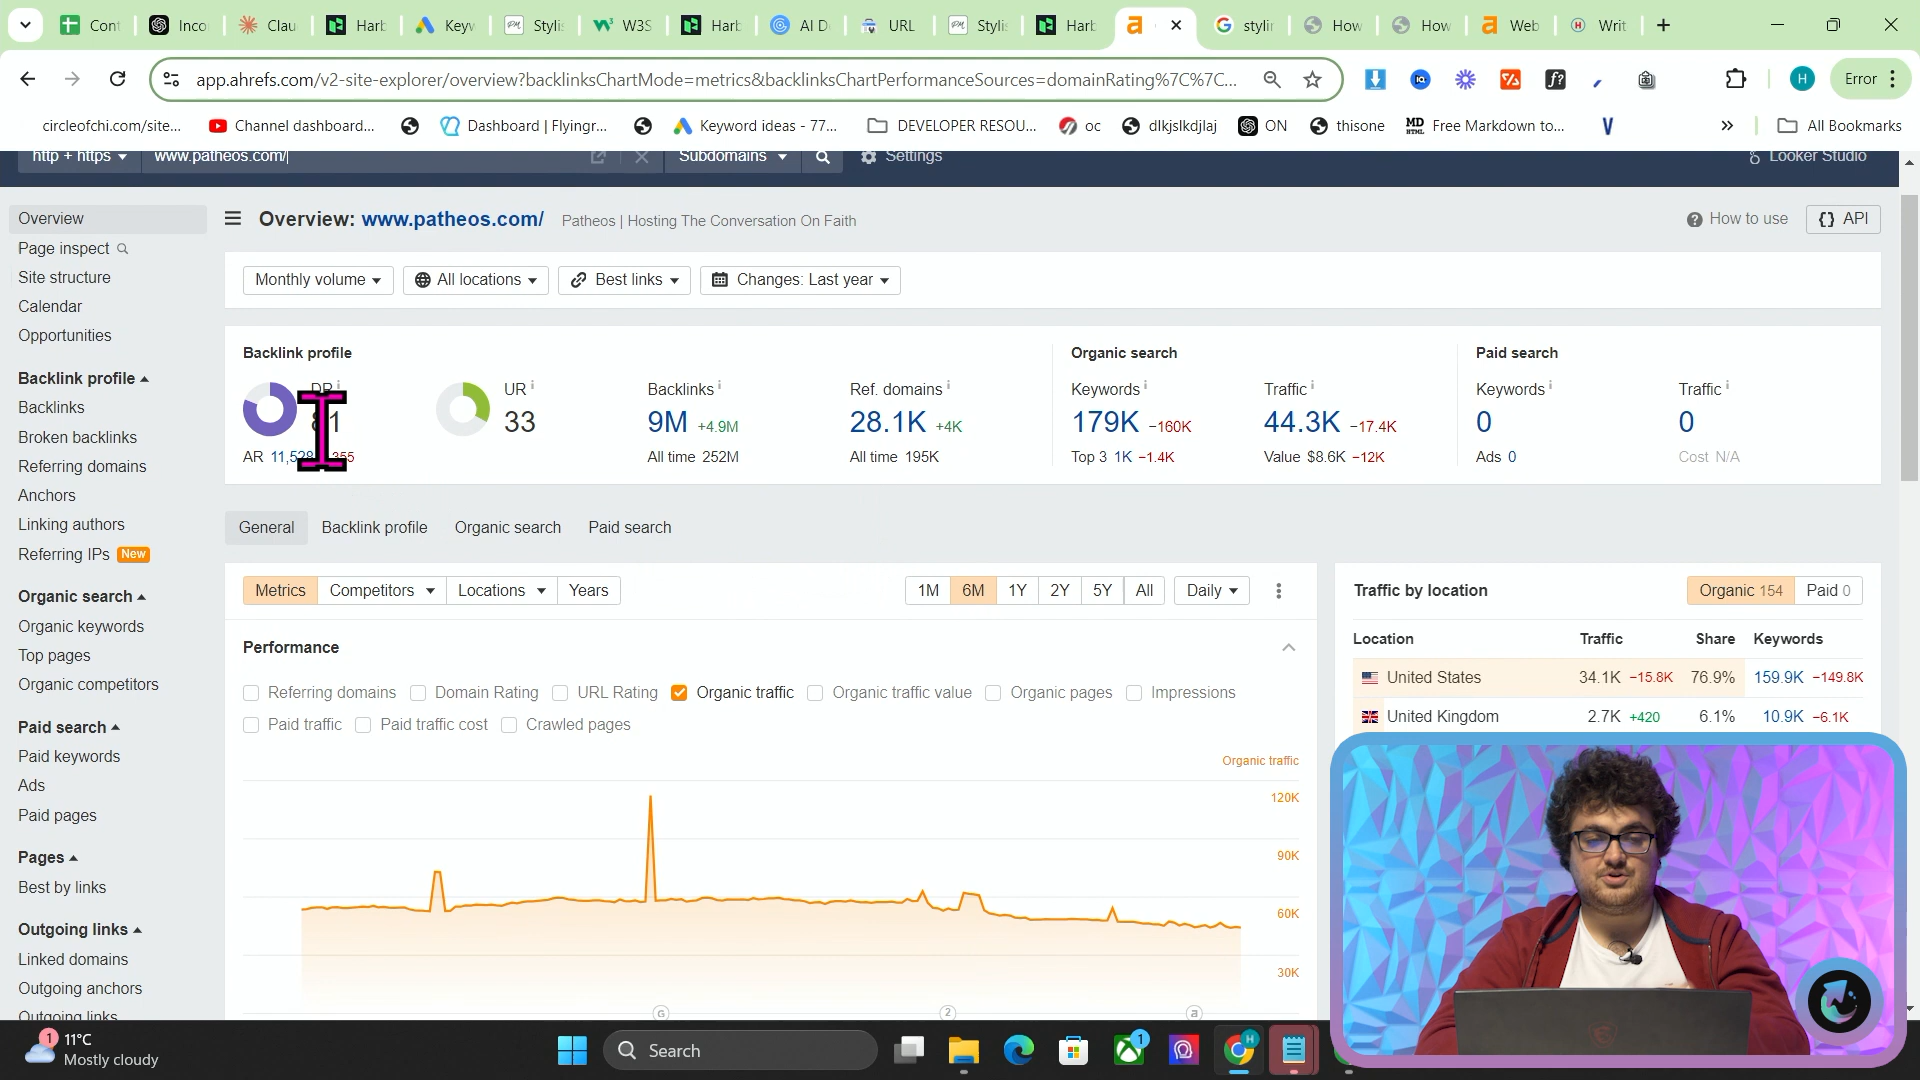 Cont
Inco
Clau
Harb
Keyw
Stylis
W3S
Harb
AI D
URL
Stylis
Harb
stylin
How
How
Web
Writ
app.ahrefs.com/v2-site-explorer/overview?backlinksChartMode=metrics&backlinksChartPerformanceSources=domainRating%7C%7C...
Error
circleofchi.com/site...
Channel dashboard...
Dashboard | Flyingr...
Keyword ideas - 77...
DEVELOPER RESOU...
oc
dlkjslkdjlaj
ON
thisone
Free Markdown to...
All Bookmarks
http + https
www.patheos.com/
Subdomains
Settings
Looker Studio
Overview
Page inspect
Site structure
Calendar
Opportunities
Backlink profile
Backlinks
Broken backlinks
Referring domains
Anchors
Linking authors
Referring IPs New
Organic search
Organic keywords
Top pages
Organic competitors
Paid search
Paid keywords
Ads
Paid pages
Pages
Best by links
Outgoing links
Linked domains
Outgoing anchors
Outgoing links
Overview: www.patheos.com/ Patheos | Hosting The Conversation On Faith
How to use
{} API
Monthly volume
All locations
Best links
Changes: Last year
Backlink profile
DR
81
AR 11,528 -355
UR
33
Backlinks
9M +4.9M
All time 252M
Ref. domains
28.1K +4K
All time 195K
Organic search
Keywords
179K −160K
Top 3 1K −1.4K
Traffic
44.3K −17.4K
Value $8.6K −12K
Paid search
Keywords
0
Ads 0
Traffic
0
Cost N/A
General Backlink profile Organic search Paid search
Metrics Competitors Locations Years
1M 6M 1Y 2Y 5Y All Daily
Performance
Referring domains Domain Rating URL Rating Organic traffic Organic traffic value Organic pages Impressions
Paid traffic Paid traffic cost Crawled pages
Organic traffic
120K
90K
60K
30K
G
2
a
Traffic by location
Organic 154 Paid 0
Location Traffic Share Keywords
United States 34.1K −15.8K 76.9% 159.9K −149.8K
United Kingdom 2.7K +420 6.1% 10.9K −6.1K
1
11°C
Mostly cloudy
Search
1